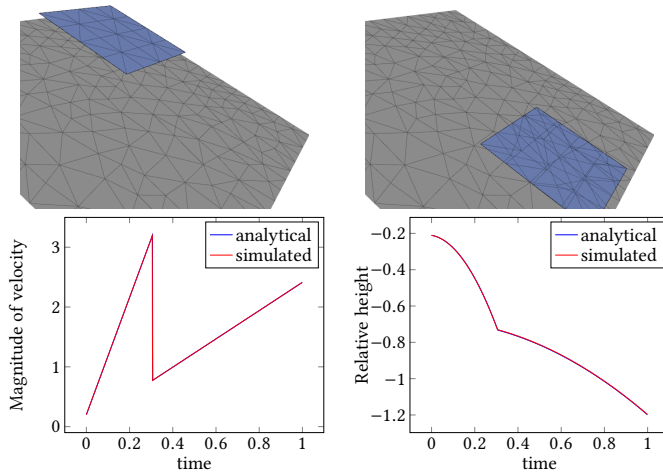 Magnitude of velocity
3
2
1
0
analytical
simulated
0 0.2 0.4 0.6 0.8 1
time
Relative height
−0.2
−0.4
−0.6
−0.8
−1
−1.2
analytical
simulated
0 0.2 0.4 0.6 0.8 1
time